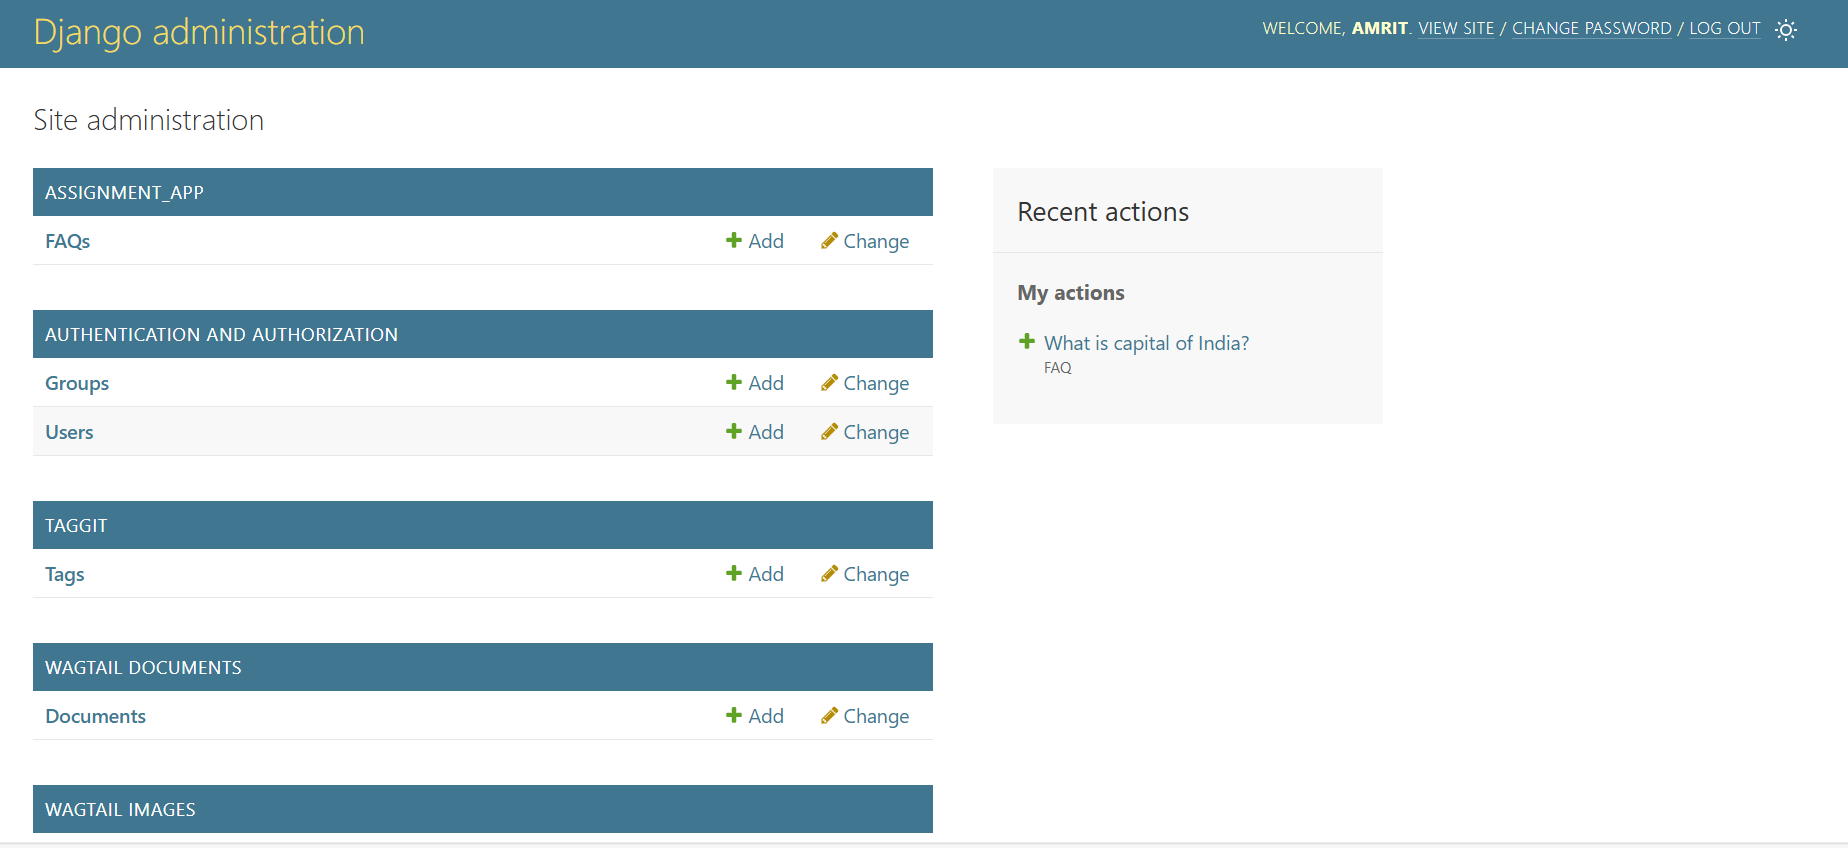 Django administration
WELCOME, AMRIT. VIEW SITE / CHANGE PASSWORD / LOG OUT
Site administration
ASSIGNMENT_APP
FAQs Add Change
AUTHENTICATION AND AUTHORIZATION
Groups Add Change
Users Add Change
TAGGIT
Tags Add Change
WAGTAIL DOCUMENTS
Documents Add Change
WAGTAIL IMAGES
Recent actions
My actions
What is capital of India?
FAQ